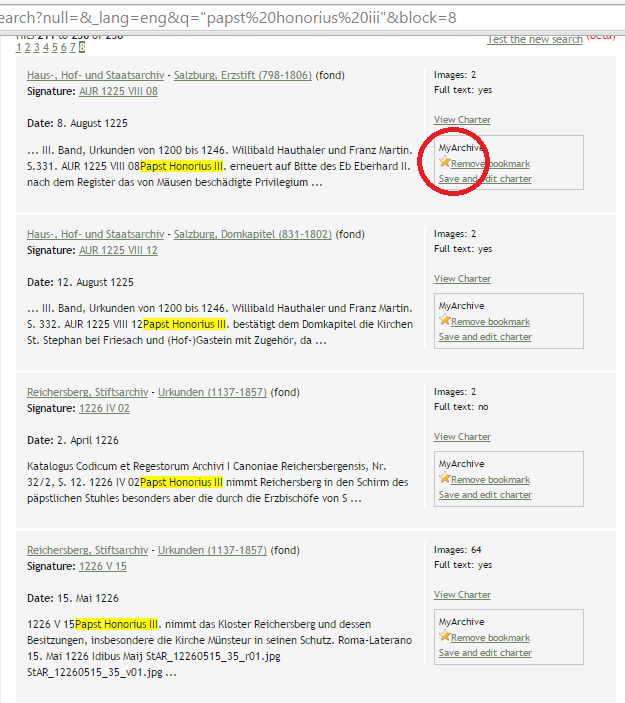 earch?null=&_lang=eng&q="papst%20honorius%20iii"&block=8
Test the new search (beta)
1 2 3 4 5 6 7 8
Haus-, Hof- und Staatsarchiv - Salzburg, Erzstift (798-1806) (fond)
Signature: AUR 1225 VIII 08
Date: 8. August 1225
... III. Band, Urkunden von 1200 bis 1246. Willibald Hauthaler und Franz Martin.
S.331. AUR 1225 VIII 08Papst Honorius III. erneuert auf Bitte des Eb Eberhard II.
nach dem Register das von Mäusen beschädigte Privilegium ...
Images: 2
Full text: yes
View Charter
MyArchive
Remove bookmark
Save and edit charter
Haus-, Hof- und Staatsarchiv - Salzburg, Domkapitel (831-1802) (fond)
Signature: AUR 1225 VIII 12
Date: 12. August 1225
... III. Band, Urkunden von 1200 bis 1246. Willibald Hauthaler und Franz Martin.
S. 332. AUR 1225 VIII 12Papst Honorius III. bestätigt dem Domkapitel die Kirchen
St. Stephan bei Friesach und (Hof-)Gastein mit Zugehör, da ...
Images: 2
Full text: yes
View Charter
MyArchive
Remove bookmark
Save and edit charter
Reichersberg, Stiftsarchiv - Urkunden (1137-1857) (fond)
Signature: 1226 IV 02
Date: 2. April 1226
Katalogus Codicum et Regestorum Archivi I Canoniae Reichersbergensis, Nr.
32/2, S. 12. 1226 IV 02Papst Honorius III nimmt Reichersberg in den Schirm des
päpstlichen Stuhles besonders aber die durch die Erzbischöfe von S ...
Images: 2
Full text: no
View Charter
MyArchive
Remove bookmark
Save and edit charter
Reichersberg, Stiftsarchiv - Urkunden (1137-1857) (fond)
Signature: 1226 V 15
Date: 15. Mai 1226
1226 V 15Papst Honorius III. nimmt das Kloster Reichersberg und dessen
Besitzungen, insbesondere die Kirche Münsteur in seinen Schutz. Roma-Laterano
15. Mai 1226 Idibus Maij StAR_12260515_35_r01.jpg
StAR_12260515_35_v01.jpg ...
Images: 64
Full text: yes
View Charter
MyArchive
Remove bookmark
Save and edit charter